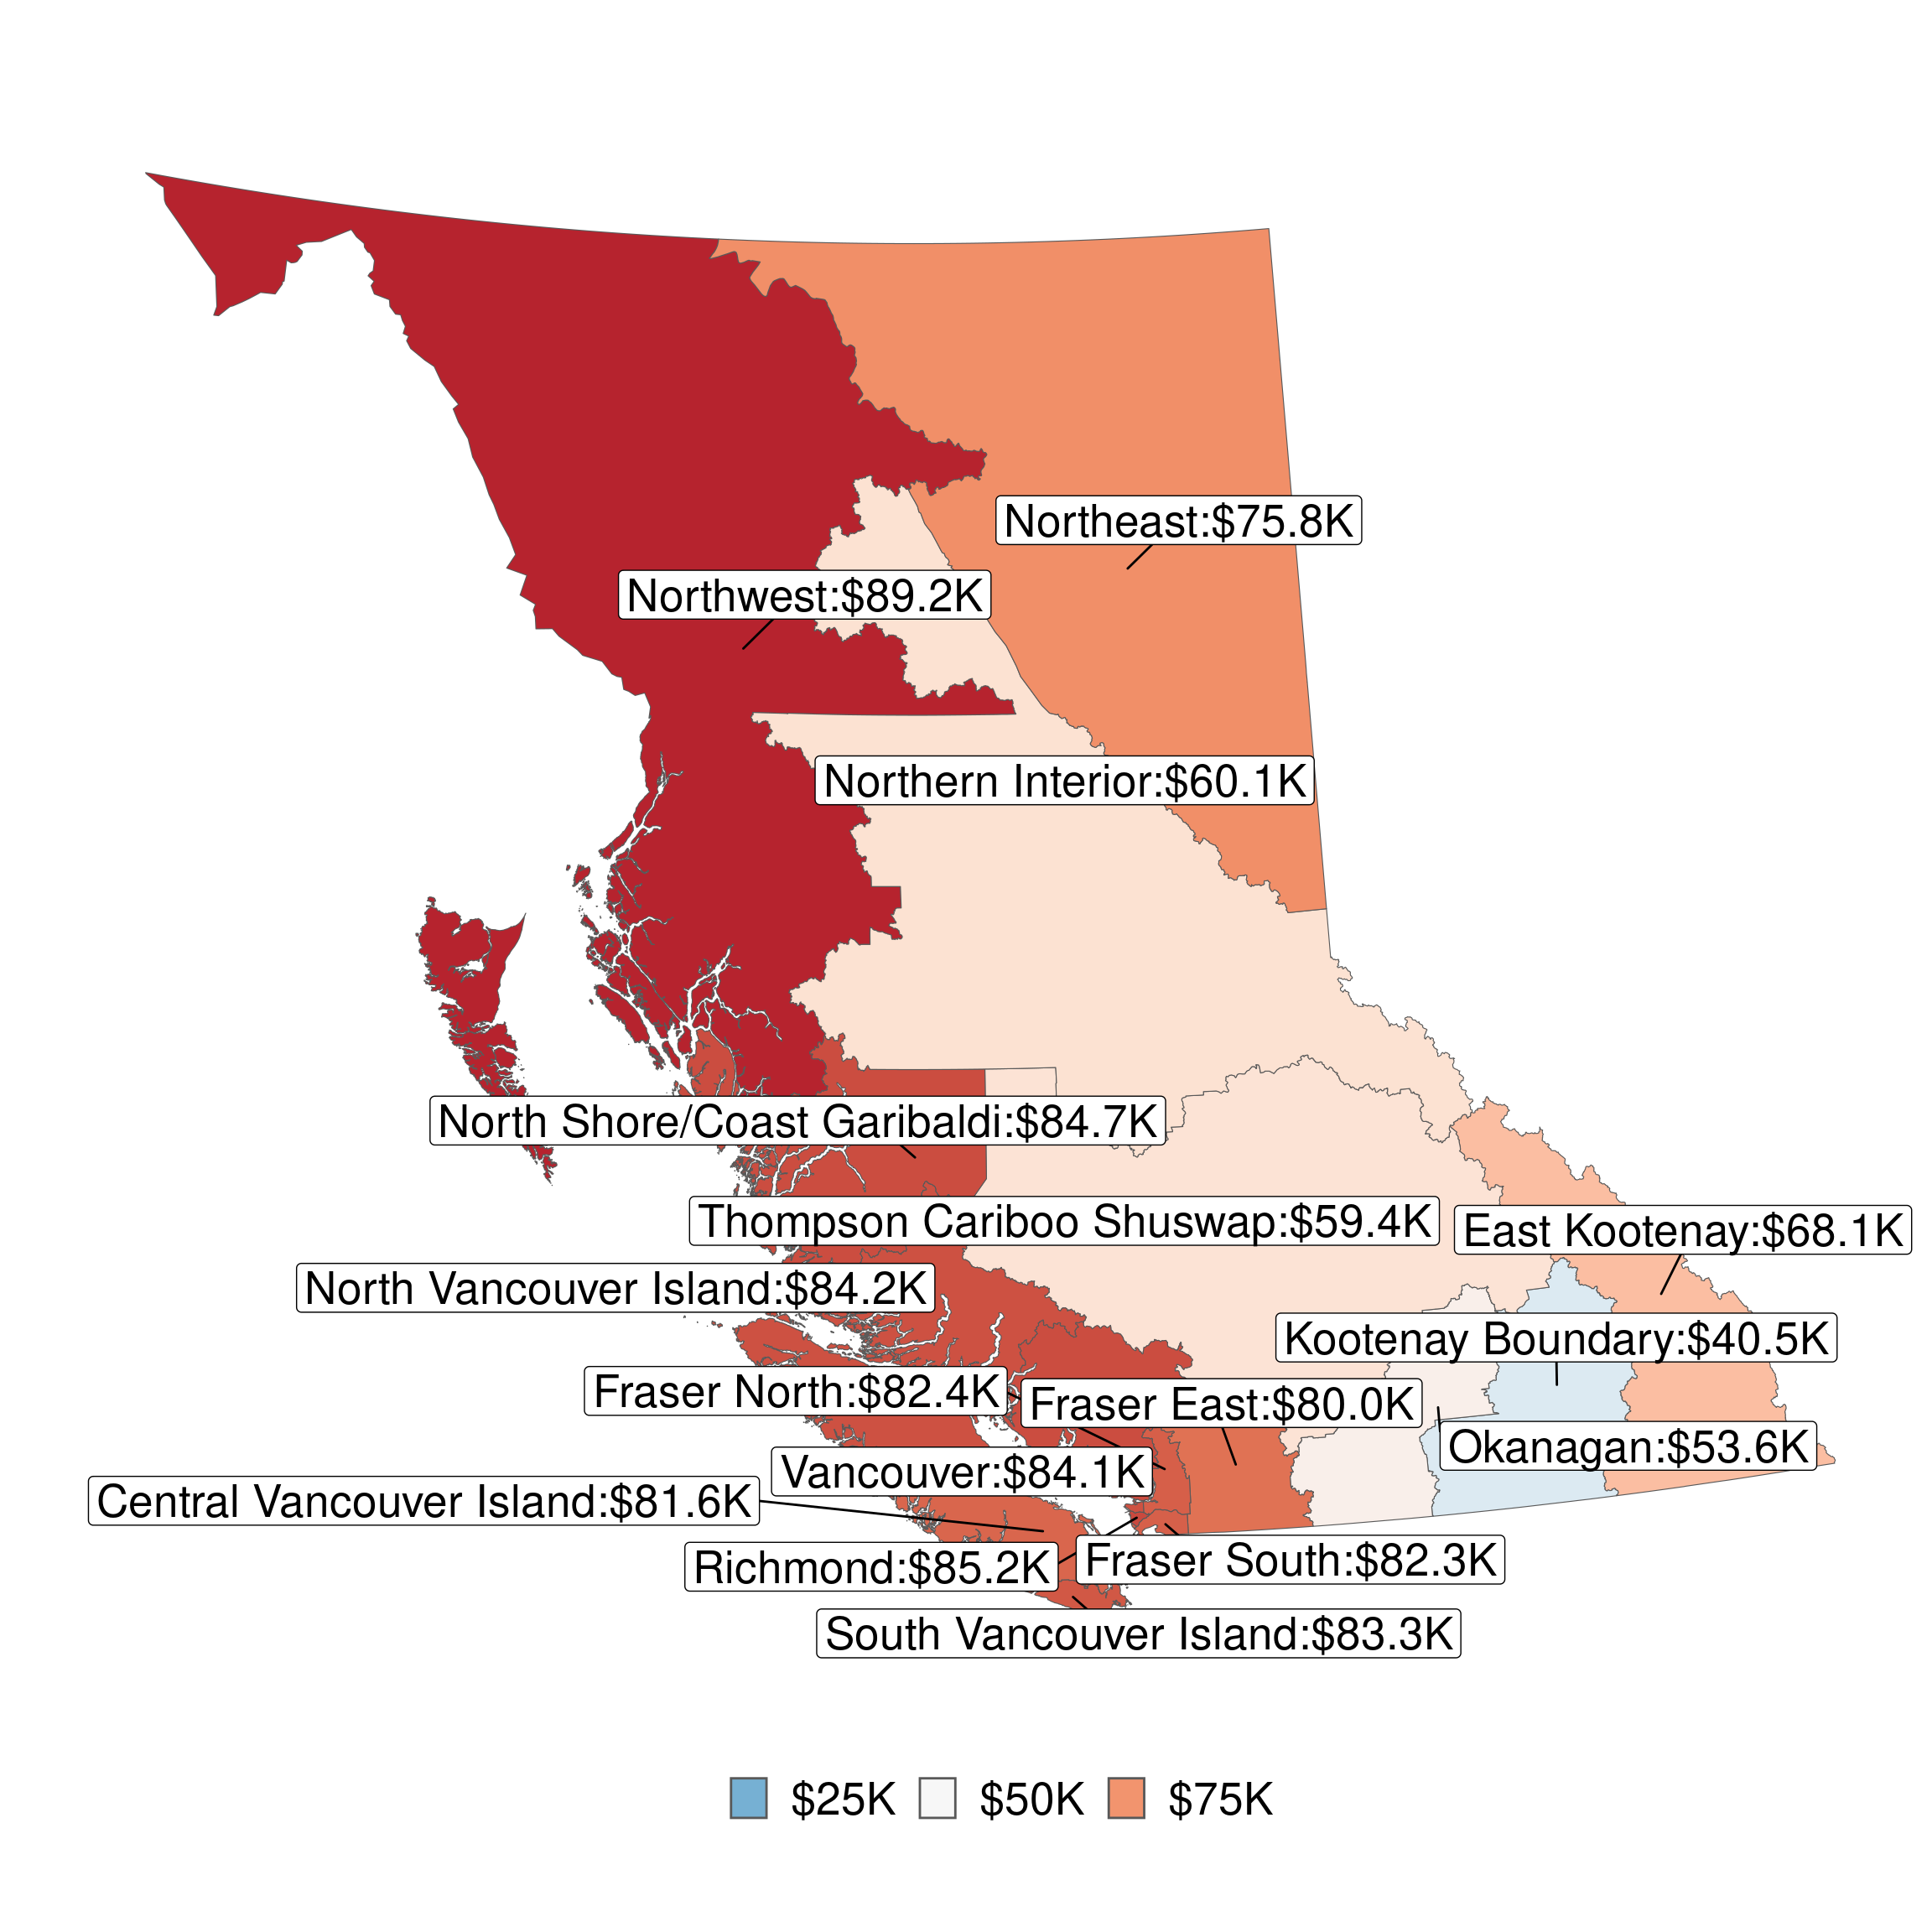 Northeast:$75.8K
Northwest:$89.2K
Northern Interior:$60.1K
North Shore/Coast Garibaldi:$84.7K
Thompson Cariboo Shuswap:$59.4K
East Kootenay:$68.1K
North Vancouver Island:$84.2K
Kootenay Boundary:$40.5K
Fraser North:$82.4K
Fraser East:$80.0K
Okanagan:$53.6K
Vancouver:$84.1K
Central Vancouver Island:$81.6K
Richmond:$85.2K
Fraser South:$82.3K
South Vancouver Island:$83.3K
$25K $50K $75K